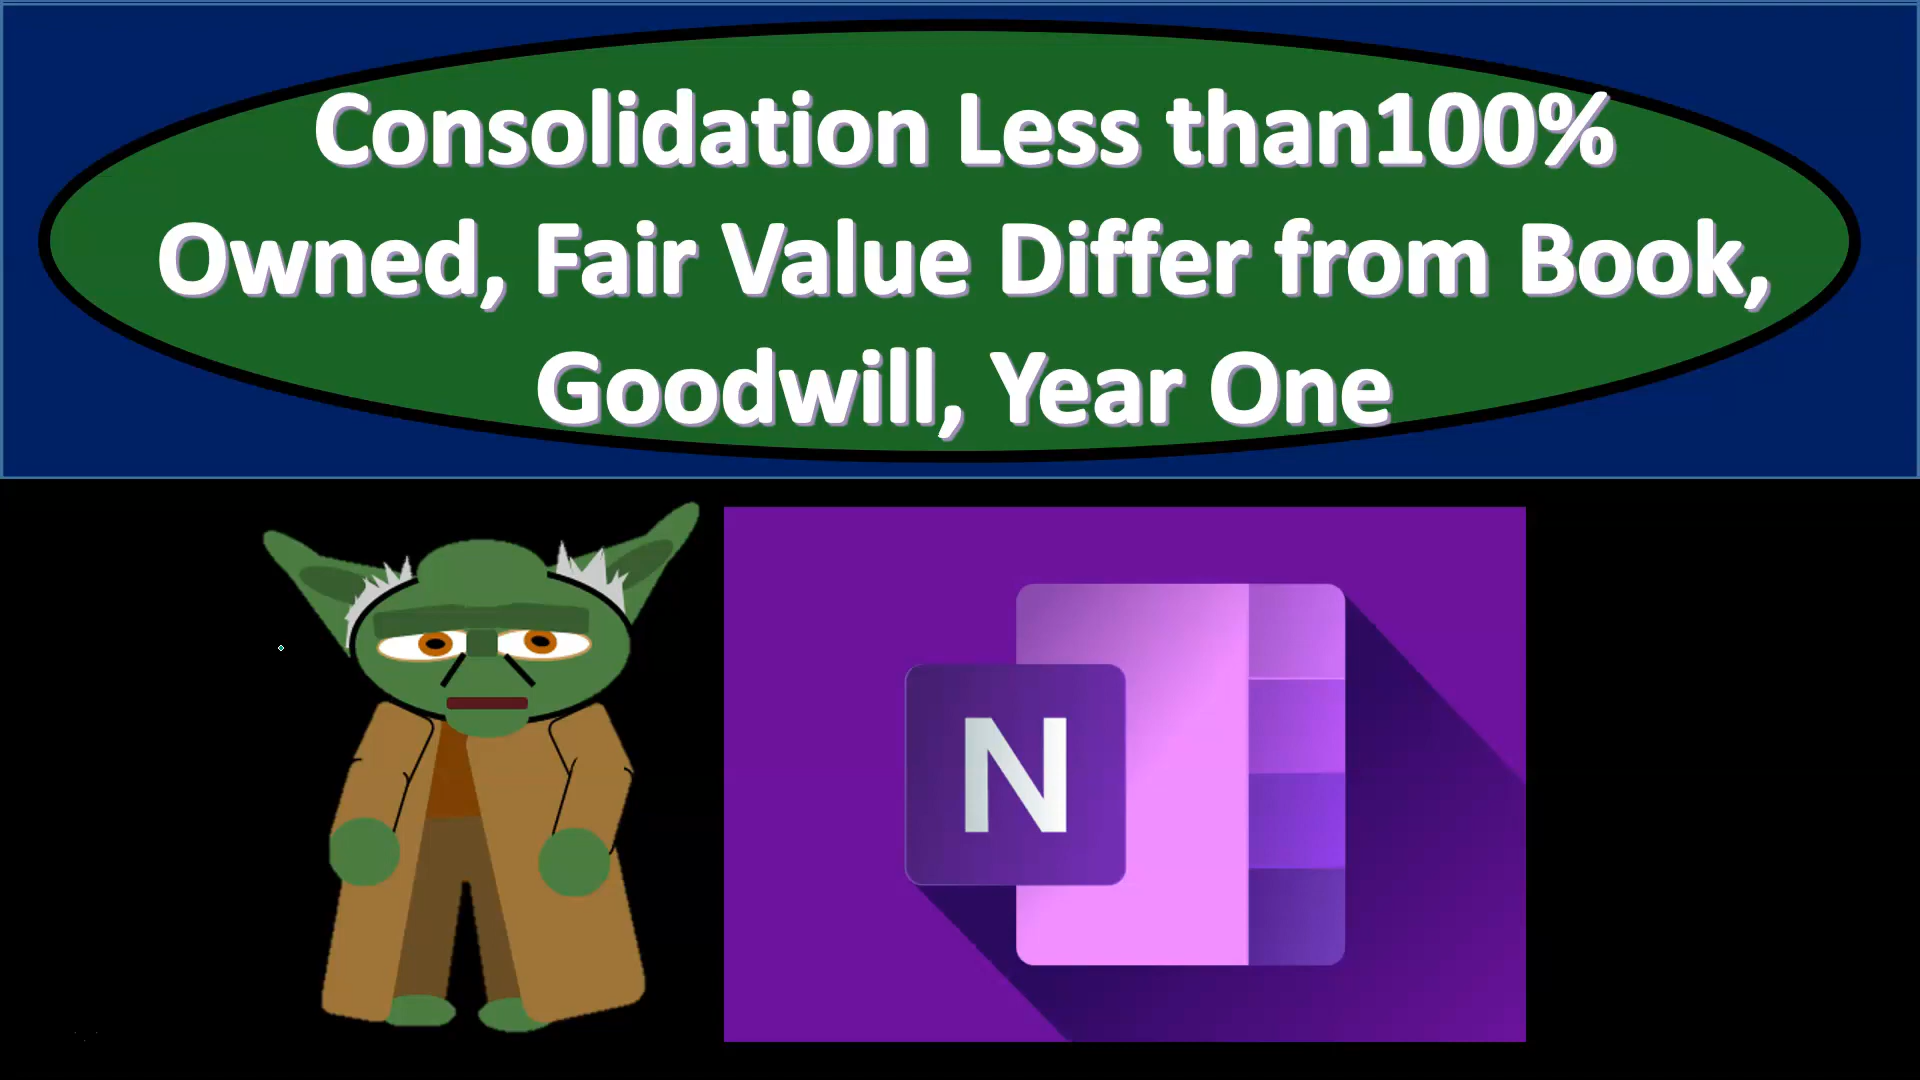 Consolidation Less than100%
Owned, Fair Value Differ from Book,
Goodwill, Year One
N